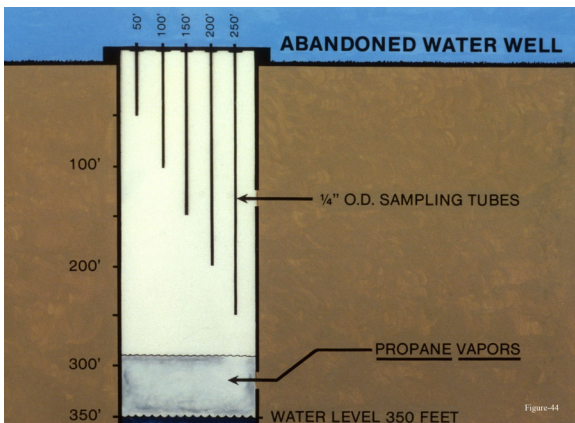 50'
100'
150'
200'
250'
ABANDONED WATER WELL
100'
¼" O.D. SAMPLING TUBES
200'
PROPANE VAPORS
300'
Figure-44
350'
WATER LEVEL 350 FEET